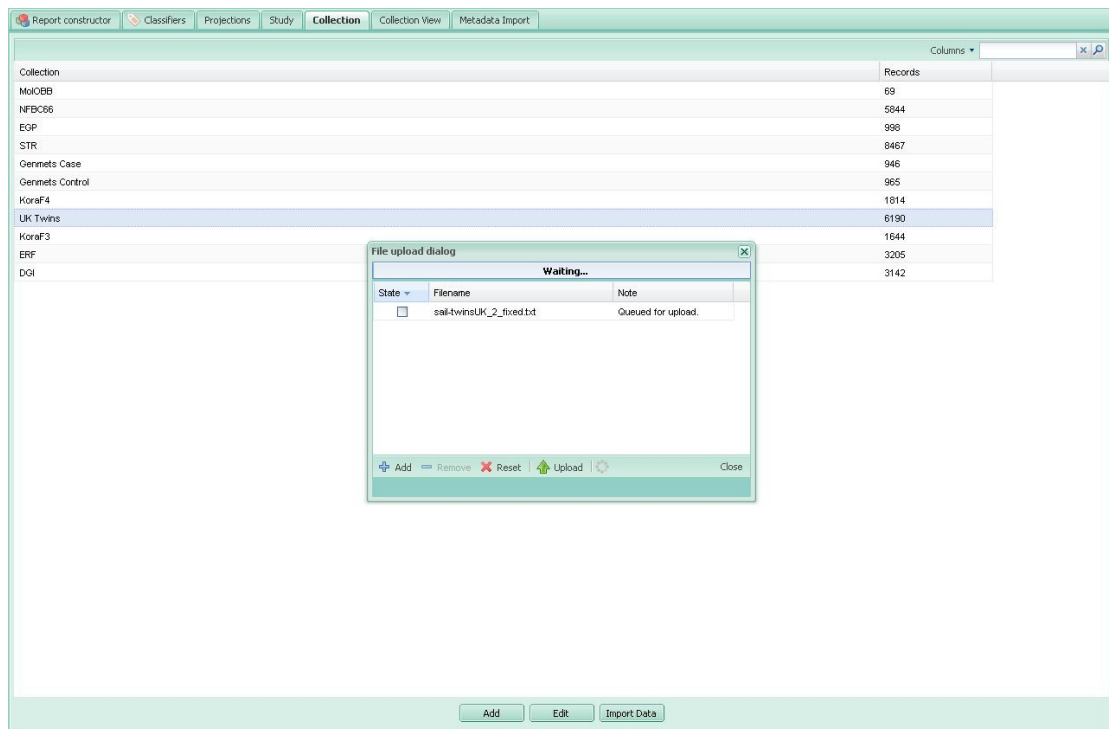 Report constructor Classifiers Projections Study Collection Collection View Metadata Import
Columns
Collection Records
MolOBB 69
NFBC66 5844
EGP 998
STR 8467
Genmets Case 946
Genmets Control 965
KoraF4 1814
UK Twins 6190
KoraF3 1644
ERF 3205
DGI 3142
File upload dialog
Waiting...
State Filename Note
sail-twinsUK_2_fixed.txt Queued for upload.
Add Remove Reset Upload Close
Add Edit Import Data